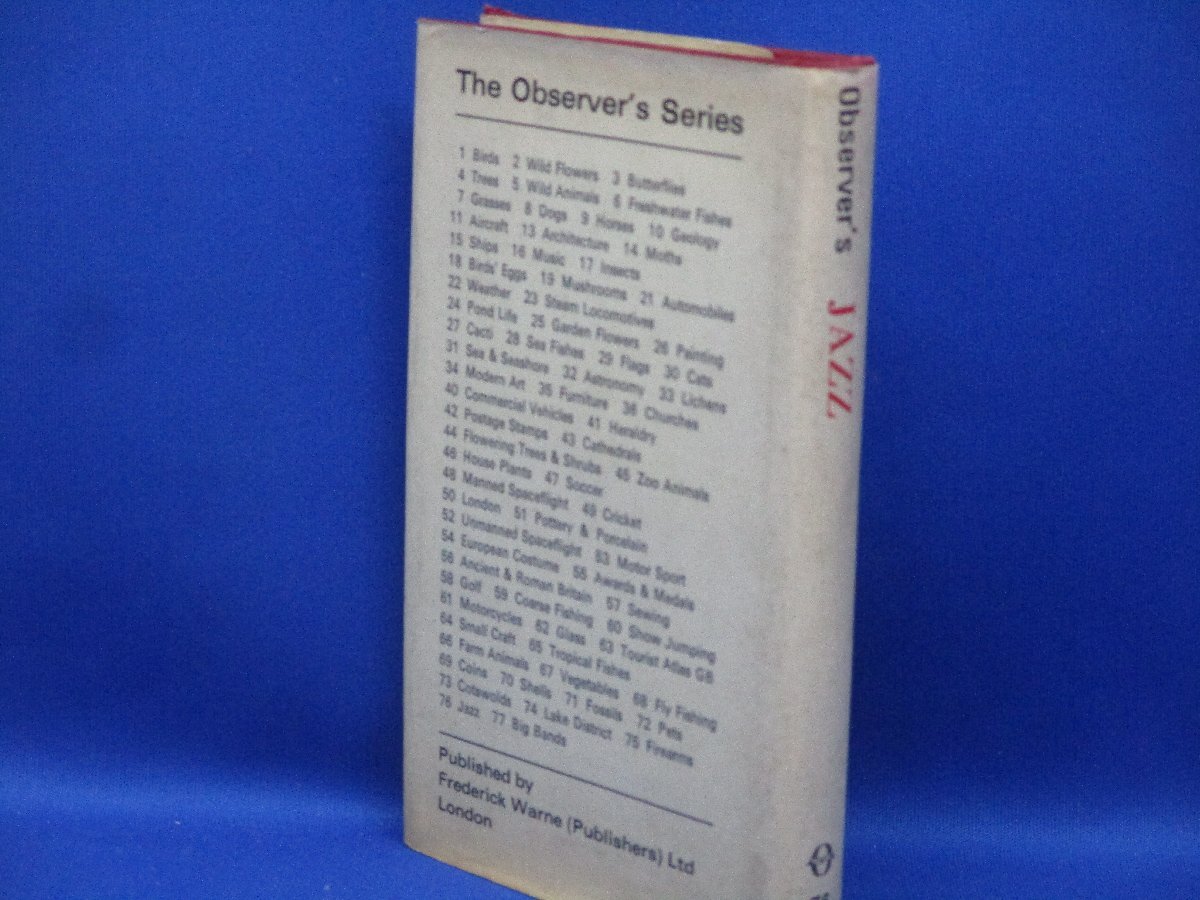 The Observer's Series
1 Birds 2 Wild Flowers 3 Butterflies
4 Trees 5 Wild Animals 6 Freshwater Fishes
7 Grasses 8 Dogs 9 Horses 10 Geology
11 Aircraft 13 Architecture 14 Moths
15 Ships 16 Music 17 Insects
18 Birds' Eggs 19 Mushrooms 21 Automobiles
22 Weather 23 Steam Locomotives
24 Pond Life 25 Garden Flowers 26 Painting
27 Cacti 28 Sea Fishes 29 Flags 30 Cats
31 Sea & Seashore 32 Astronomy 33 Lichens
34 Modern Art 35 Furniture 36 Churches
40 Commercial Vehicles 41 Heraldry
42 Postage Stamps 43 Cathedrals
44 Flowering Trees & Shrubs 45 Zoo Animals
46 House Plants 47 Soccer
48 Manned Spaceflight 49 Cricket
50 London 51 Pottery & Porcelain
52 Unmanned Spaceflight 53 Motor Sport
54 European Costume 55 Awards & Medals
56 Ancient & Roman Britain 57 Sewing
58 Golf 59 Coarse Fishing 60 Show Jumping
61 Motorcycles 62 Glass 63 Tourist Atlas GB
64 Small Craft 65 Tropical Fishes
66 Farm Animals 67 Vegetables 68 Fly Fishing
69 Coins 70 Shells 71 Fossils 72 Pets
73 Cotswolds 74 Lake District 75 Firearms
76 Jazz 77 Big Bands
Published by
Frederick Warne (Publishers) Ltd
London
Observer's JAZZ